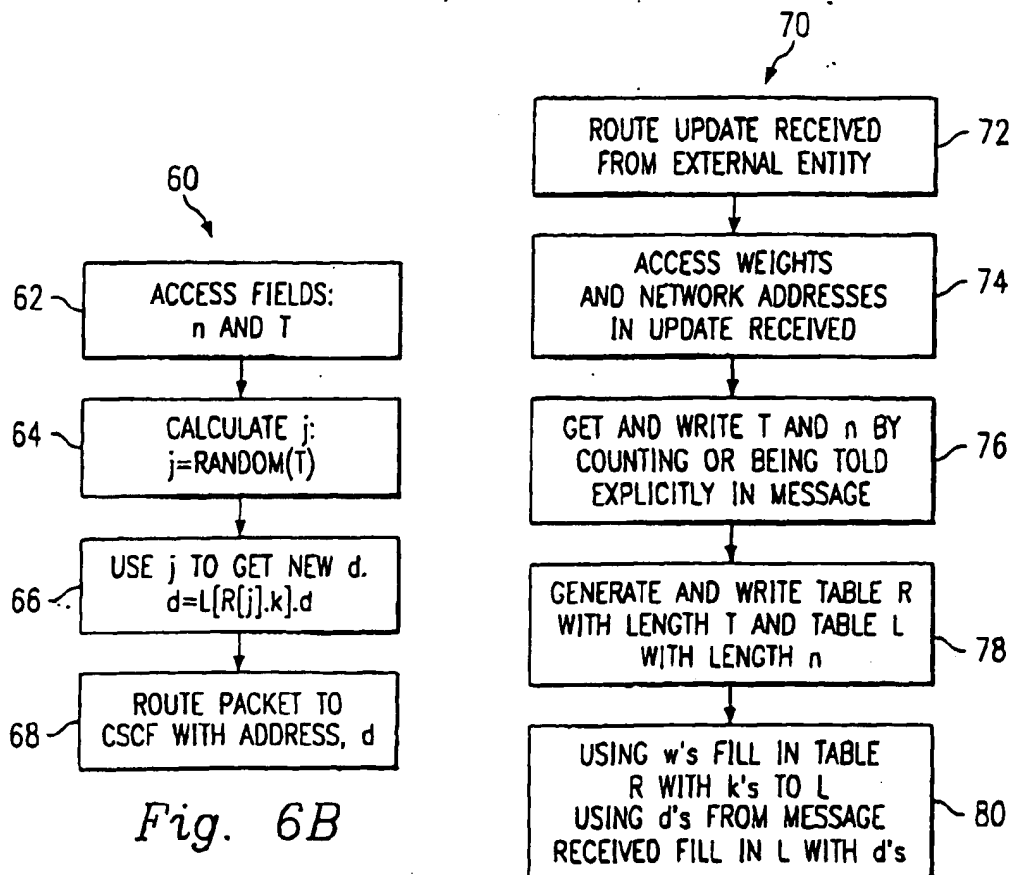 60
62
ACCESS FIELDS:
n AND T
64
CALCULATE j:
j=RANDOM(T)
66
USE j TO GET NEW d.
d=L[R[j].k].d
68
ROUTE PACKET TO
CSCF WITH ADDRESS, d
Fig. 6B
70
ROUTE UPDATE RECEIVED
FROM EXTERNAL ENTITY
72
ACCESS WEIGHTS
AND NETWORK ADDRESSES
IN UPDATE RECEIVED
74
GET AND WRITE T AND n BY
COUNTING OR BEING TOLD
EXPLICITLY IN MESSAGE
76
GENERATE AND WRITE TABLE R
WITH LENGTH T AND TABLE L
WITH LENGTH n
78
USING w's FILL IN TABLE
R WITH k's TO L
USING d's FROM MESSAGE
RECEIVED FILL IN L WITH d's
80